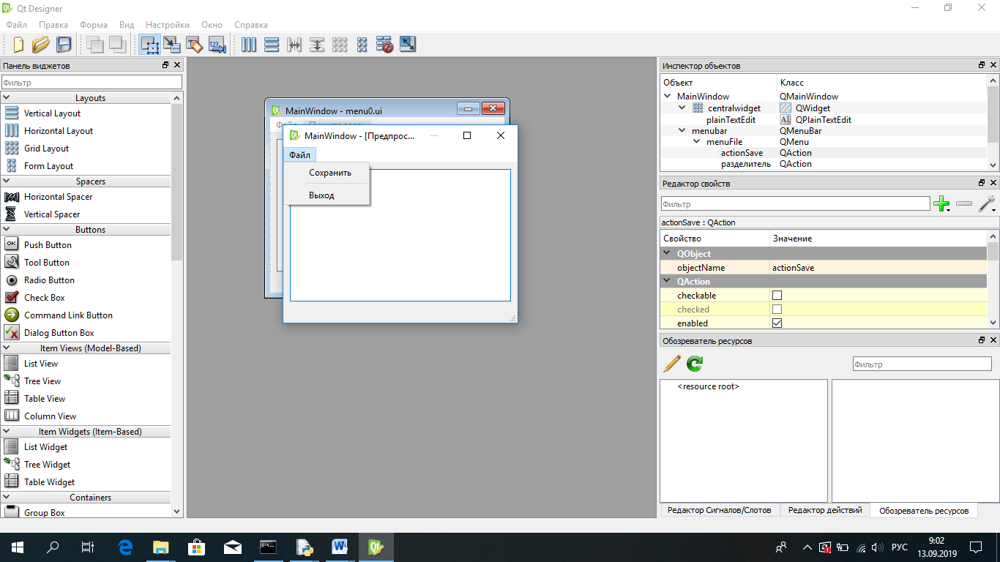 Qt Designer
Файл Правка Форма Вид Настройки Окно Справка
Панель виджетов
Фильтр
Layouts
Vertical Layout
Horizontal Layout
Grid Layout
Form Layout
Spacers
Horizontal Spacer
Vertical Spacer
Buttons
OK Push Button
Tool Button
Radio Button
Check Box
Command Link Button
Dialog Button Box
Item Views (Model-Based)
List View
Tree View
Table View
Column View
Item Widgets (Item-Based)
List Widget
Tree Widget
Table Widget
Containers
Group Box
MainWindow - menu0.ui
MainWindow - [Предпрос...
Файл
Сохранить
Выход
Инспектор объектов
Объект Класс
MainWindow QMainWindow
centralwidget QWidget
plainTextEdit AI QPlainTextEdit
menubar QMenuBar
menuFile QMenu
actionSave QAction
разделитель QAction
Редактор свойств
Фильтр
actionSave : QAction
Свойство Значение
QObject
objectName actionSave
QAction
checkable
checked
enabled
Обозреватель ресурсов
Фильтр
<resource root>
Редактор Сигналов/Слотов Редактор действий Обозреватель ресурсов
РУС
9:02
13.09.2019